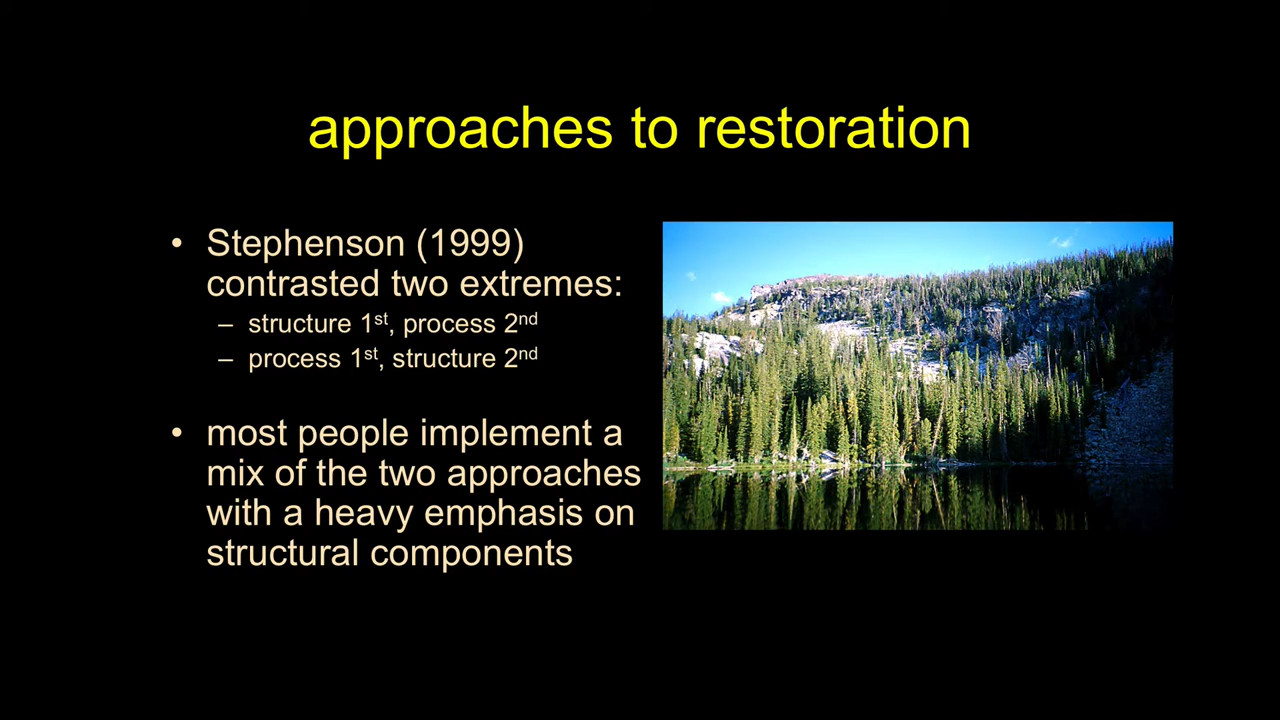 approaches to restoration
• Stephenson (1999)
contrasted two extremes:
– structure 1st, process 2nd
– process 1st, structure 2nd
• most people implement a
mix of the two approaches
with a heavy emphasis on
structural components